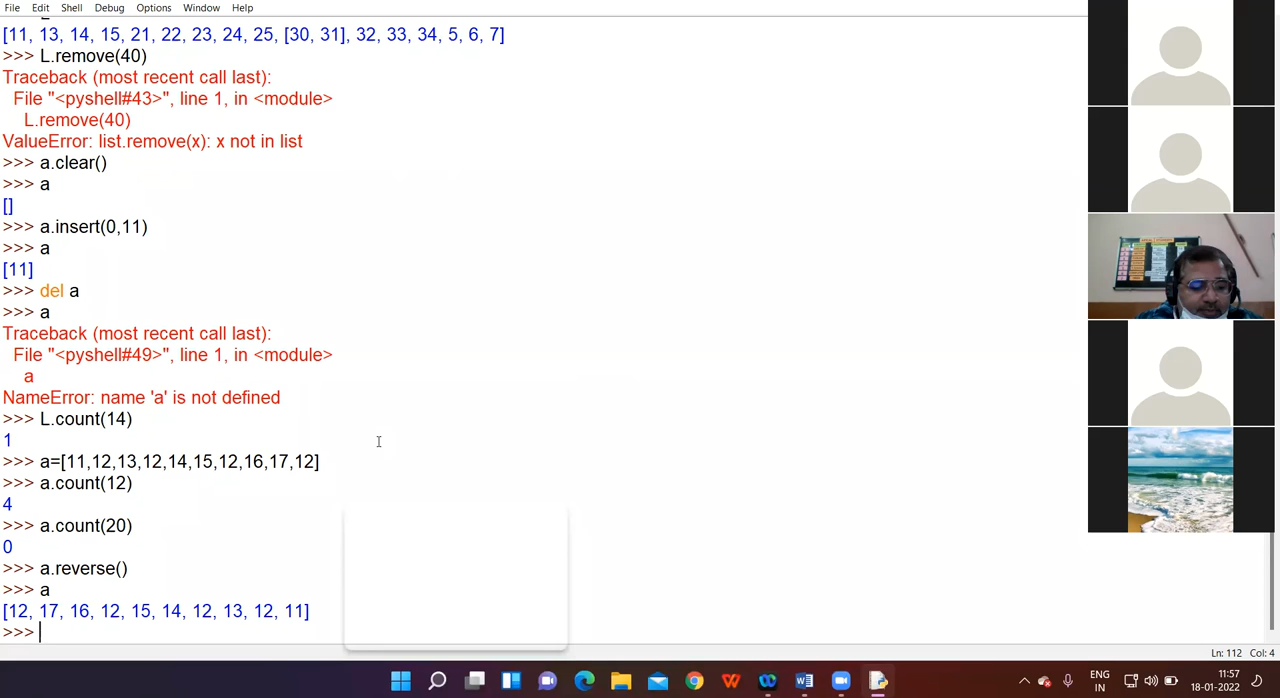 File Edit Shell Debug Options Window Help
[11, 13, 14, 15, 21, 22, 23, 24, 25, [30, 31], 32, 33, 34, 5, 6, 7]
>>> L.remove(40)
Traceback (most recent call last):
File "<pyshell#43>", line 1, in <module>
L.remove(40)
ValueError: list.remove(x): x not in list
>>> a.clear()
>>> a
[]
>>> a.insert(0,11)
>>> a
[11]
>>> del a
>>> a
Traceback (most recent call last):
File "<pyshell#49>", line 1, in <module>
a
NameError: name 'a' is not defined
>>> L.count(14)
1
>>> a=[11,12,13,12,14,15,12,16,17,12]
>>> a.count(12)
4
>>> a.count(20)
0
>>> a.reverse()
>>> a
[12, 17, 16, 12, 15, 14, 12, 13, 12, 11]
>>>
Ln: 112 Col: 4
ENG
IN
11:57
18-01-2022